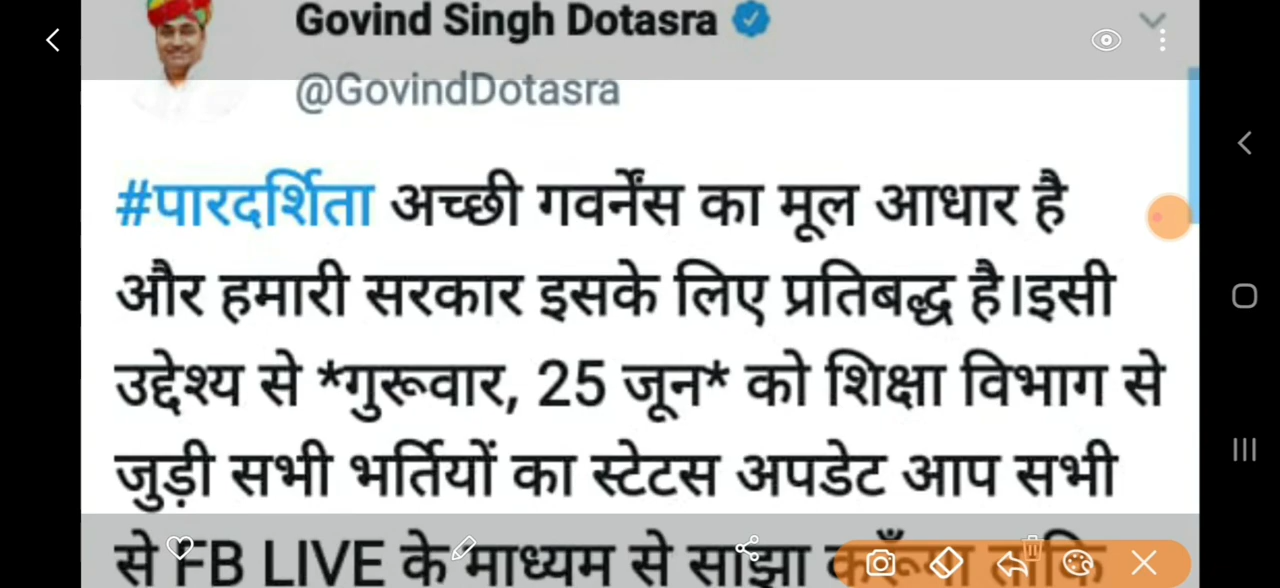 Govind Singh Dotasra
@GovindDotasra
#पारदर्शिता अच्छी गवर्नेंस का मूल आधार है
और हमारी सरकार इसके लिए प्रतिबद्ध है।इसी
उद्देश्य से *गुरूवार, 25 जून* को शिक्षा विभाग से
जुड़ी सभी भर्तियों का स्टेटस अपडेट आप सभी
से FB LIVE के माध्यम से साझा